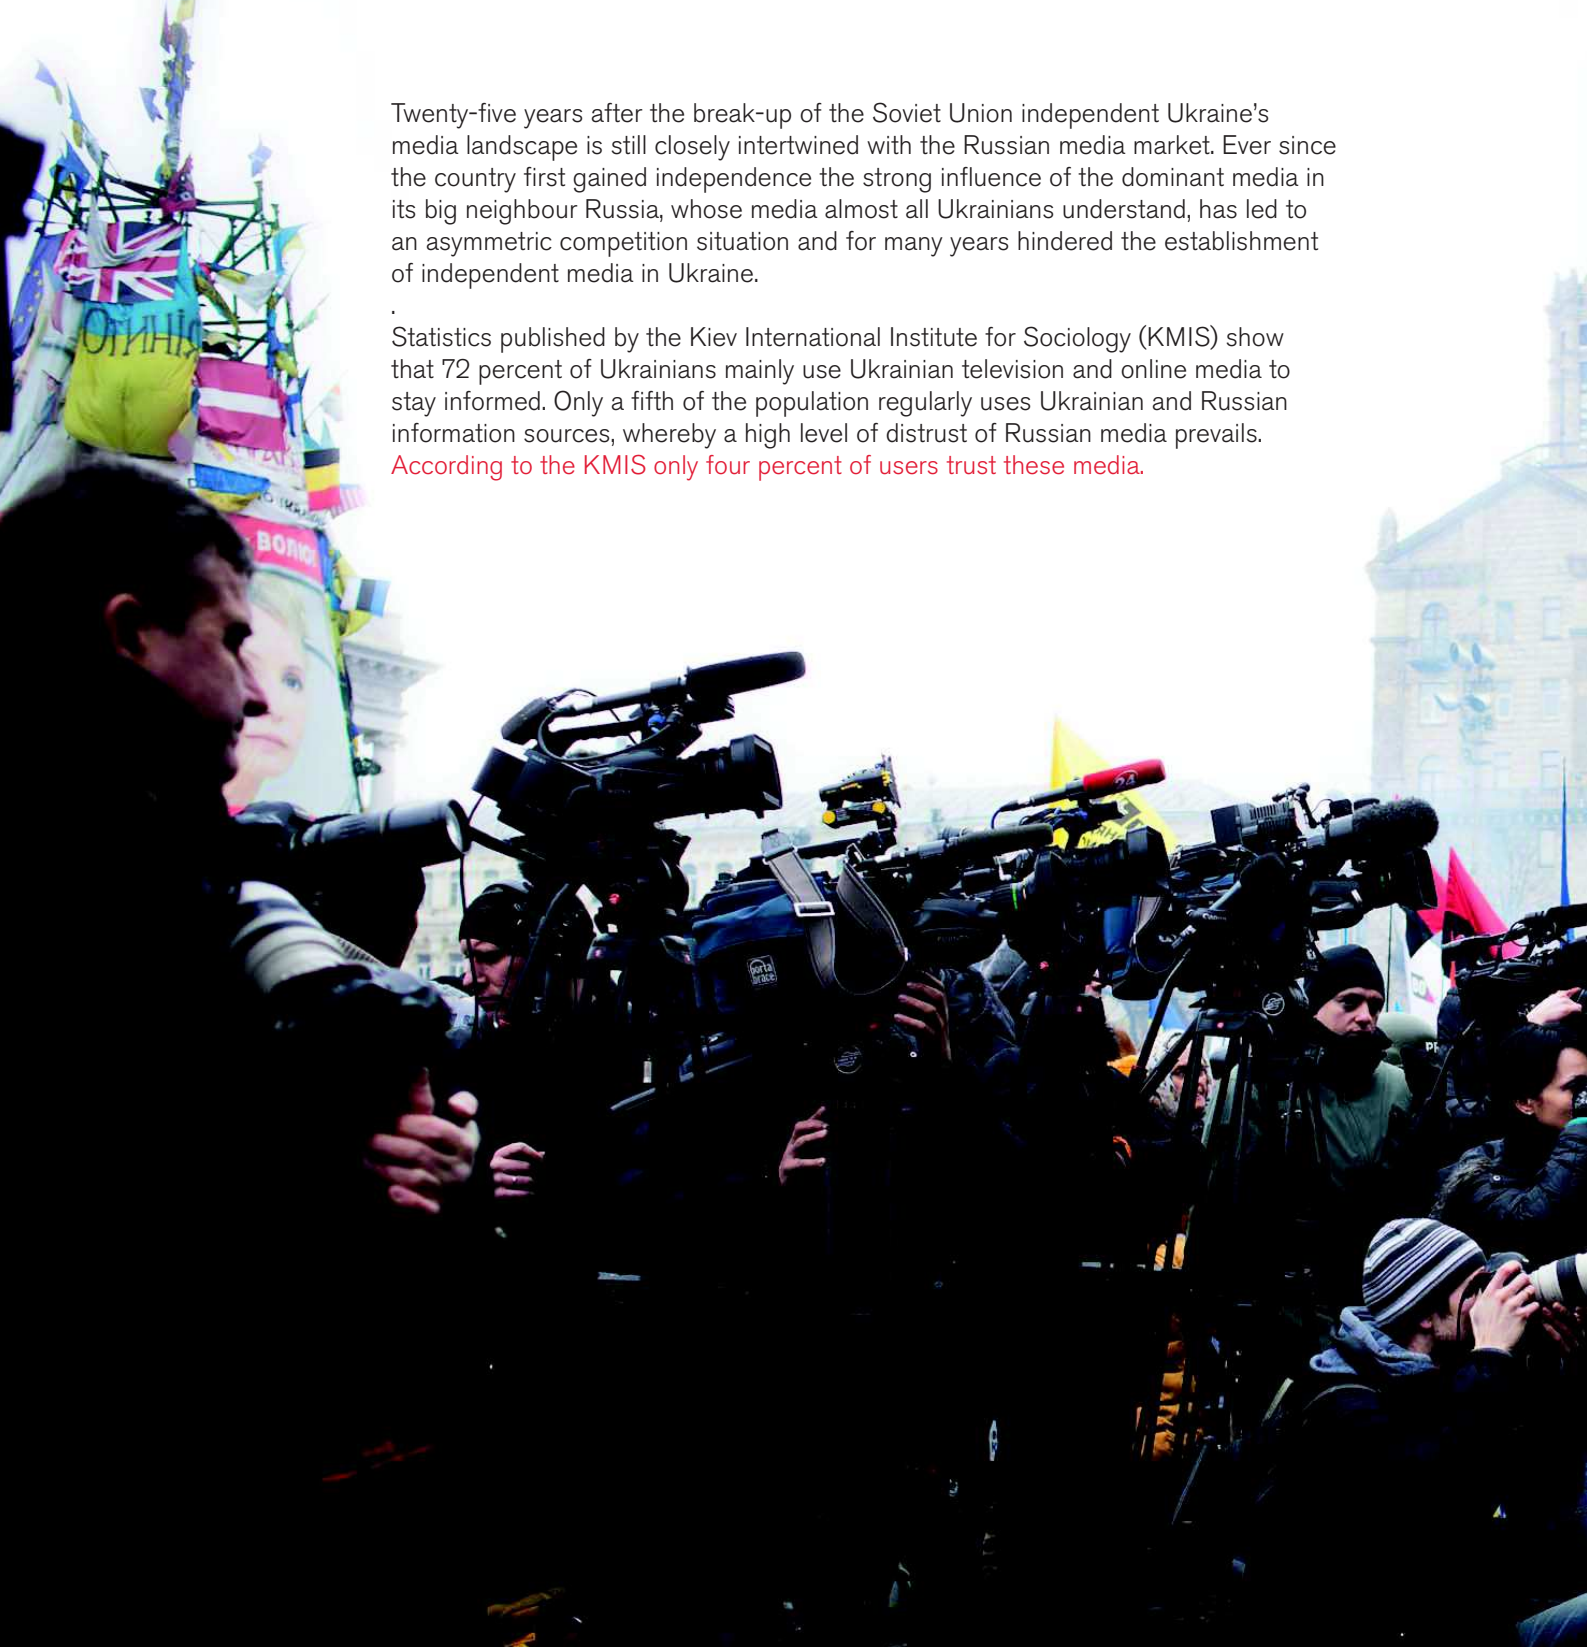 Twenty-five years after the break-up of the Soviet Union independent Ukraine’s
media landscape is still closely intertwined with the Russian media market. Ever since
the country first gained independence the strong influence of the dominant media in
its big neighbour Russia, whose media almost all Ukrainians understand, has led to
an asymmetric competition situation and for many years hindered the establishment
of independent media in Ukraine.
.
Statistics published by the Kiev International Institute for Sociology (KMIS) show
that 72 percent of Ukrainians mainly use Ukrainian television and online media to
stay informed. Only a fifth of the population regularly uses Ukrainian and Russian
information sources, whereby a high level of distrust of Russian media prevails.
According to the KMIS only four percent of users trust these media.
24
porta
brace